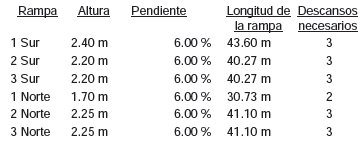 Rampa Altura Pendiente Longitud de la rampa Descansos necesarios
1 Sur 2.40 m 6.00 % 43.60 m 3
2 Sur 2.20 m 6.00 % 40.27 m 3
3 Sur 2.20 m 6.00 % 40.27 m 3
1 Norte 1.70 m 6.00 % 30.73 m 2
2 Norte 2.25 m 6.00 % 41.10 m 3
3 Norte 2.25 m 6.00 % 41.10 m 3